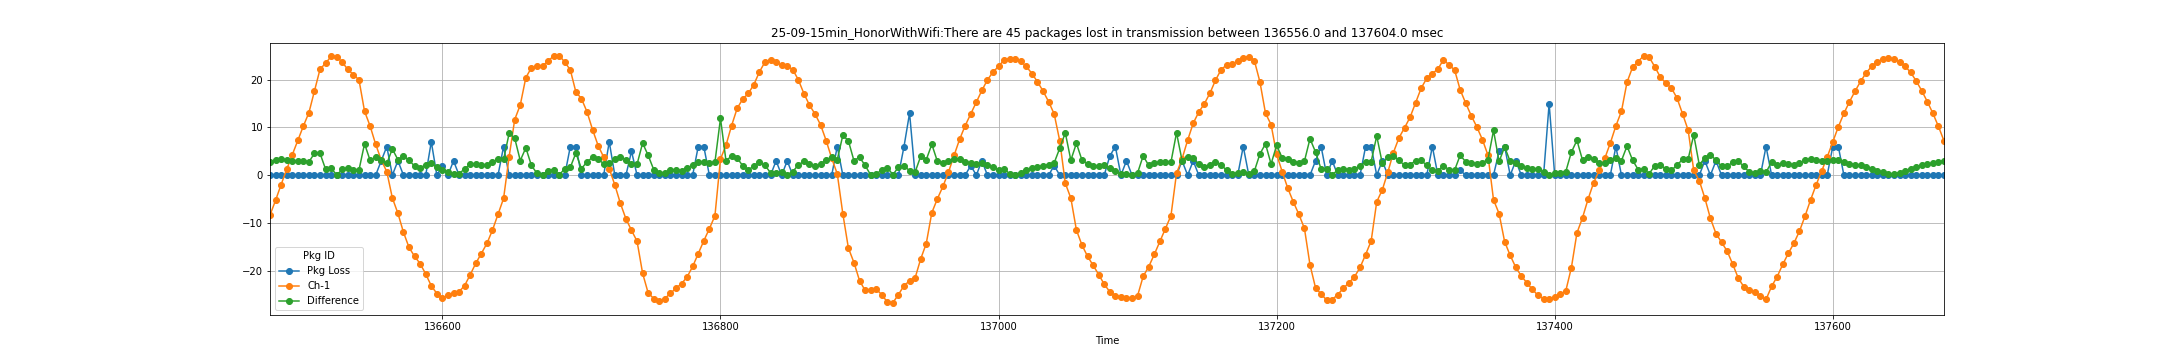 25-09-15min_HonorWithWifi:There are 45 packages lost in transmission between 136556.0 and 137604.0 msec
20
10
0
−10
−20
Pkg ID
Pkg Loss
Ch-1
Difference
136600 136800 137000 137200 137400 137600
Time